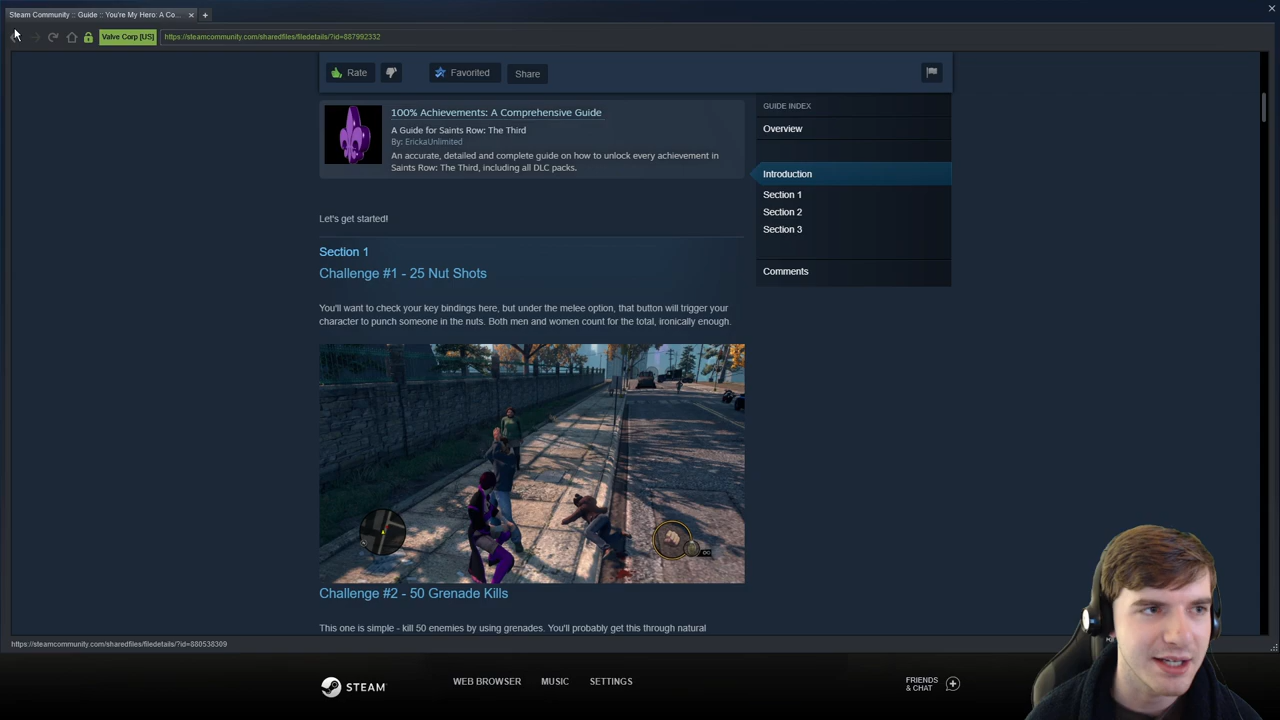 Steam Community :: Guide :: You're My Hero: A Co...
Valve Corp [US]
https://steamcommunity.com/sharedfiles/filedetails/?id=887992332
Rate
Favorited
Share
100% Achievements: A Comprehensive Guide
A Guide for Saints Row: The Third
By: ErickaUnlimited
An accurate, detailed and complete guide on how to unlock every achievement in
Saints Row: The Third, including all DLC packs.
GUIDE INDEX
Overview
Introduction
Section 1
Section 2
Section 3
Comments
Let's get started!
Section 1
Challenge #1 - 25 Nut Shots
You'll want to check your key bindings here, but under the melee option, that button will trigger your
character to punch someone in the nuts. Both men and women count for the total, ironically enough.
Challenge #2 - 50 Grenade Kills
This one is simple - kill 50 enemies by using grenades. You'll probably get this through natural
https://steamcommunity.com/sharedfiles/filedetails/?id=880538309
STEAM
WEB BROWSER
MUSIC
SETTINGS
FRIENDS
& CHAT